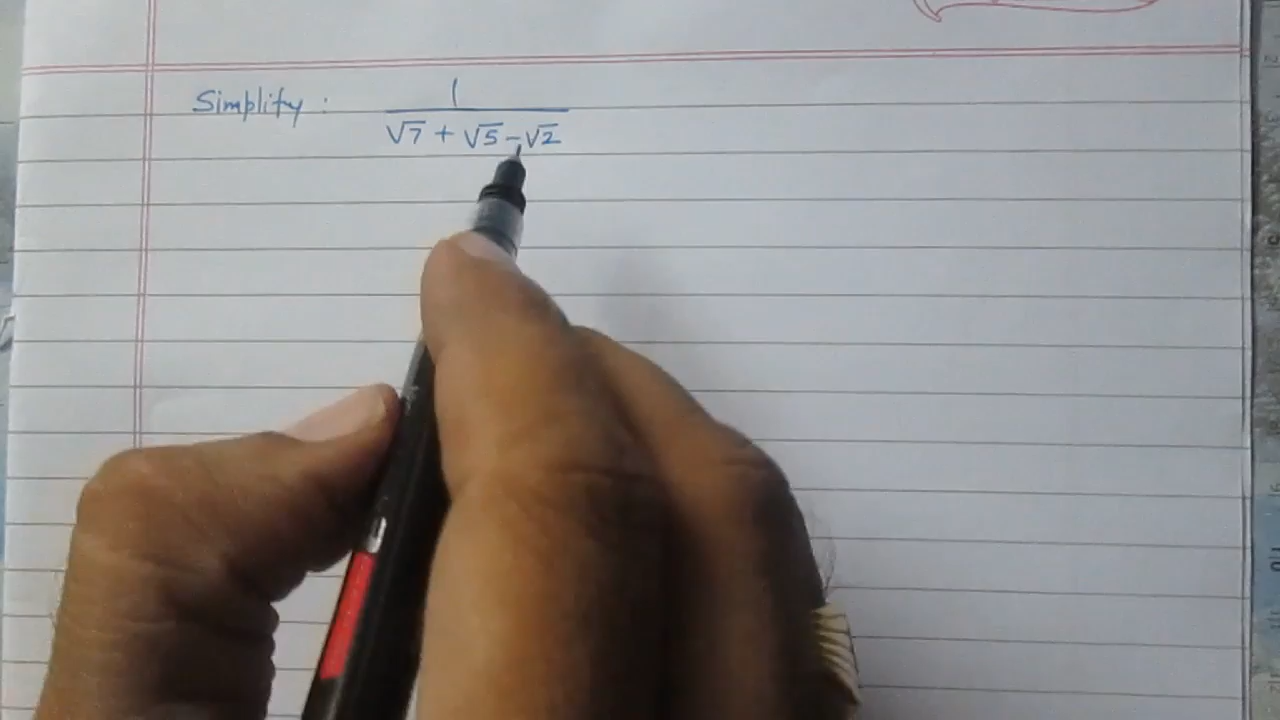 Simplify : 1 / √7 + √5 - √2